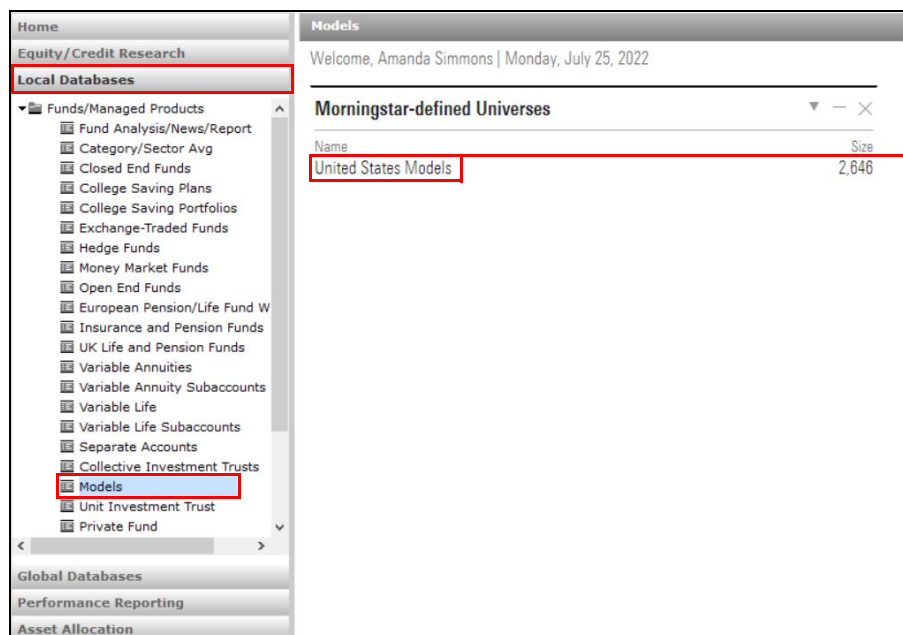 Home
Equity/Credit Research
Local Databases
Funds/Managed Products
Fund Analysis/News/Report
Category/Sector Avg
Closed End Funds
College Saving Plans
College Saving Portfolios
Exchange-Traded Funds
Hedge Funds
Money Market Funds
Open End Funds
European Pension/Life Fund W
Insurance and Pension Funds
UK Life and Pension Funds
Variable Annuities
Variable Annuity Subaccounts
Variable Life
Variable Life Subaccounts
Separate Accounts
Collective Investment Trusts
Models
Unit Investment Trust
Private Fund
Global Databases
Performance Reporting
Asset Allocation
Models
Welcome, Amanda Simmons | Monday, July 25, 2022
Morningstar-defined Universes
Name Size
United States Models 2,646